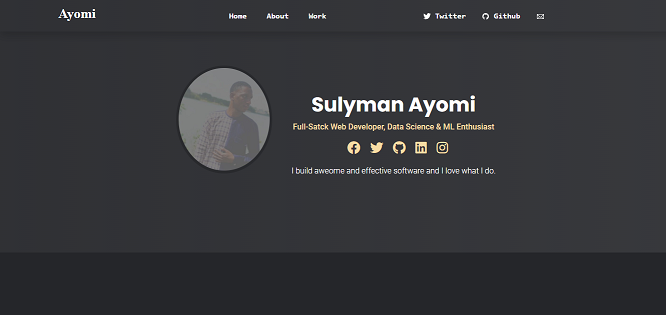 Ayomi
Home About Work Twitter Github
Sulyman Ayomi
Full-Satck Web Developer, Data Science & ML Enthusiast
I build aweome and effective software and I love what I do.